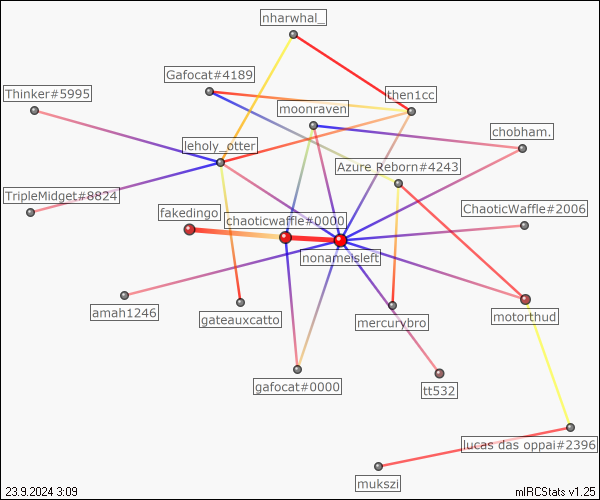 nharwhal_
Gafocat#4189
Thinker#5995
then1cc
moonraven
chobham.
leholy_otter
Azure Reborn#4243
TripleMidget#8824
fakedingo
ChaoticWaffle#2006
chaoticwaffle#0000
nonameisleft
amah1246
gateauxcatto
mercurybro
motorthud
gafocat#0000
tt532
lucas das oppai#2396
mukszi
23.9.2024 3:09
mIRCStats v1.25